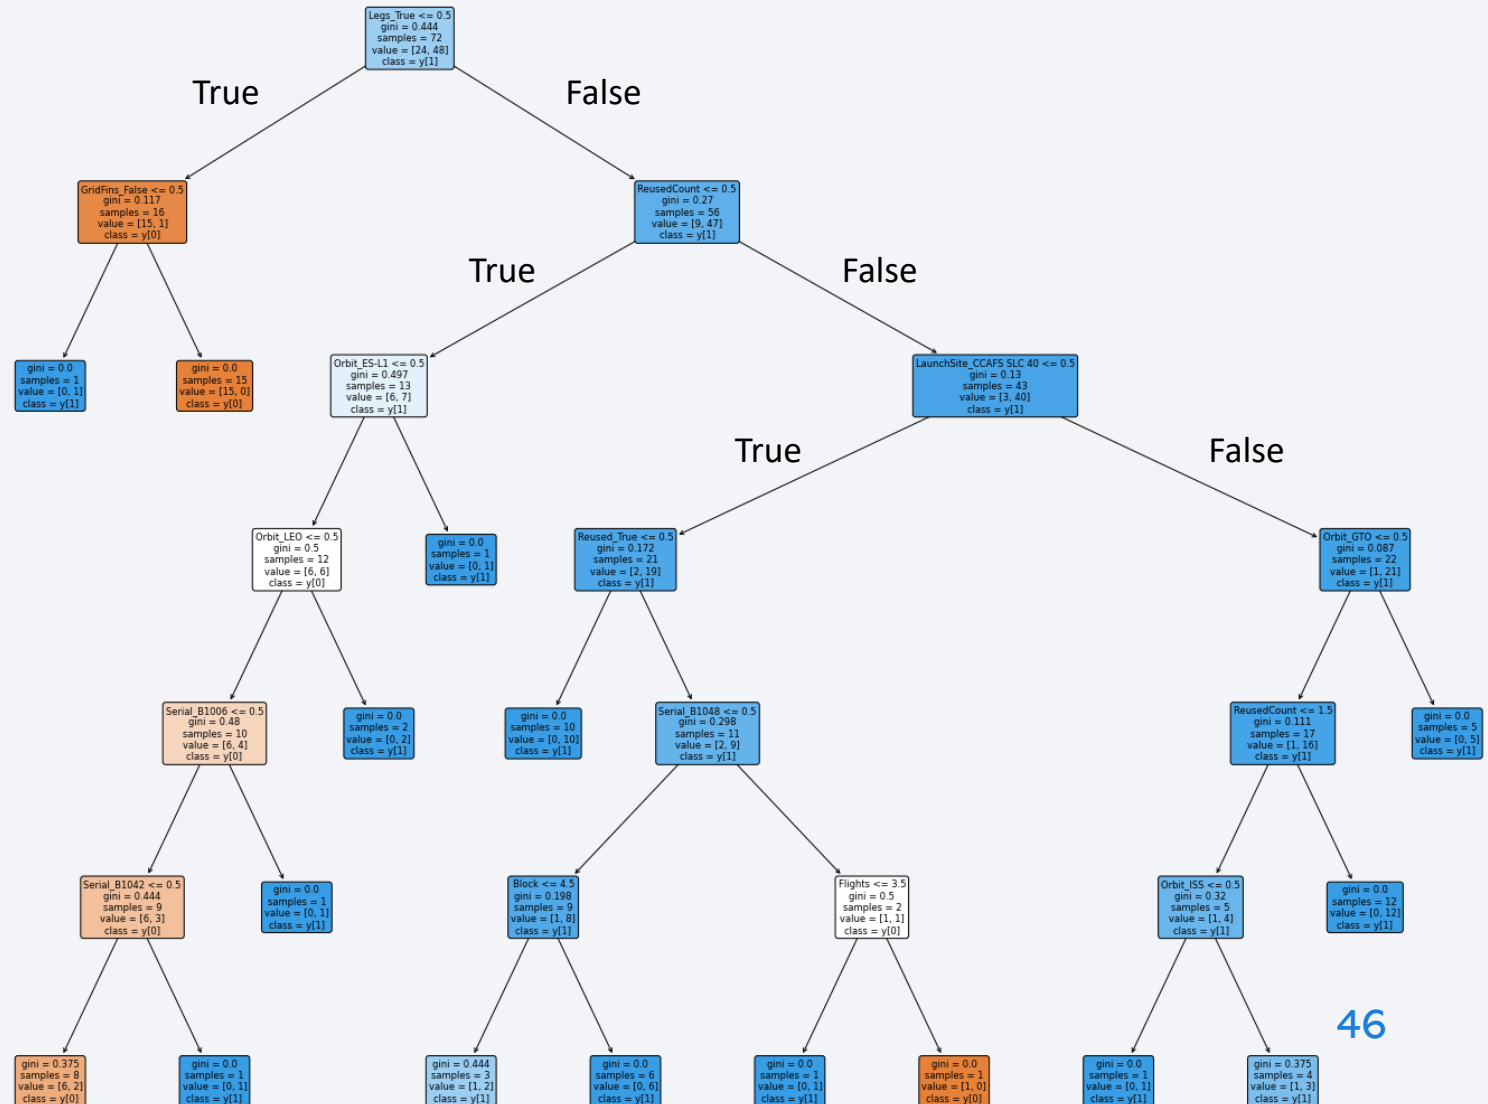 Legs_True <= 0.5
gini = 0.444
samples = 72
value = [24, 48]
class = y[1]
True
False
GridFins_False <= 0.5
gini = 0.117
samples = 16
value = [15, 1]
class = y[0]
ReusedCount <= 0.5
gini = 0.27
samples = 56
value = [9, 47]
class = y[1]
True
False
gini = 0.0
samples = 1
value = [0, 1]
class = y[1]
gini = 0.0
samples = 15
value = [15, 0]
class = y[0]
Orbit_ES-L1 <= 0.5
gini = 0.497
samples = 13
value = [6, 7]
class = y[1]
LaunchSite_CCAFS SLC 40 <= 0.5
gini = 0.13
samples = 43
value = [3, 40]
class = y[1]
True
False
Orbit_LEO <= 0.5
gini = 0.5
samples = 12
value = [6, 6]
class = y[0]
gini = 0.0
samples = 1
value = [0, 1]
class = y[1]
Reused_True <= 0.5
gini = 0.172
samples = 21
value = [2, 19]
class = y[1]
Orbit_GTO <= 0.5
gini = 0.087
samples = 22
value = [1, 21]
class = y[1]
Serial_B1006 <= 0.5
gini = 0.48
samples = 10
value = [6, 4]
class = y[0]
gini = 0.0
samples = 2
value = [0, 2]
class = y[1]
gini = 0.0
samples = 10
value = [0, 10]
class = y[1]
Serial_B1048 <= 0.5
gini = 0.298
samples = 11
value = [2, 9]
class = y[1]
ReusedCount <= 1.5
gini = 0.111
samples = 17
value = [1, 16]
class = y[1]
gini = 0.0
samples = 5
value = [0, 5]
class = y[1]
Serial_B1042 <= 0.5
gini = 0.444
samples = 9
value = [6, 3]
class = y[0]
gini = 0.0
samples = 1
value = [0, 1]
class = y[1]
Block <= 4.5
gini = 0.198
samples = 9
value = [1, 8]
class = y[1]
Flights <= 3.5
gini = 0.5
samples = 2
value = [1, 1]
class = y[0]
Orbit_ISS <= 0.5
gini = 0.32
samples = 5
value = [1, 4]
class = y[1]
gini = 0.0
samples = 12
value = [0, 12]
class = y[1]
46
gini = 0.375
samples = 8
value = [6, 2]
class = y[0]
gini = 0.0
samples = 1
value = [0, 1]
class = y[1]
gini = 0.444
samples = 3
value = [1, 2]
class = y[1]
gini = 0.0
samples = 6
value = [0, 6]
class = y[1]
gini = 0.0
samples = 1
value = [0, 1]
class = y[1]
gini = 0.0
samples = 1
value = [1, 0]
class = y[0]
gini = 0.0
samples = 1
value = [0, 1]
class = y[1]
gini = 0.375
samples = 4
value = [1, 3]
class = y[1]